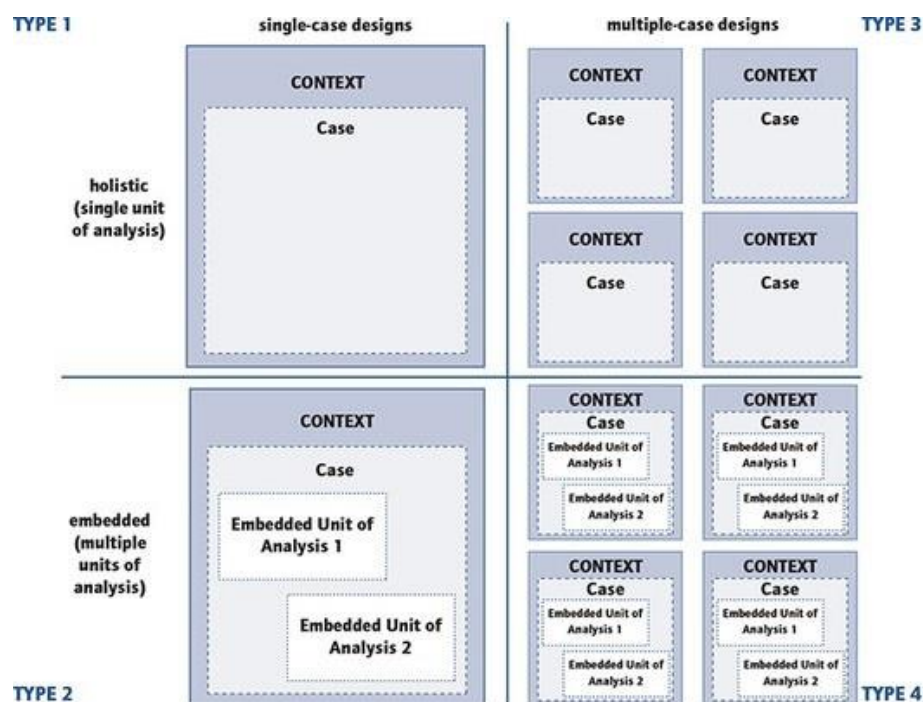 TYPE 1
single-case designs
multiple-case designs
TYPE 3
CONTEXT
Case
holistic
(single unit
of analysis)
CONTEXT
Case
CONTEXT
Case
CONTEXT
Case
CONTEXT
Case
CONTEXT
Case
Embedded Unit of
Analysis 1
Embedded Unit of
Analysis 2
embedded
(multiple
units of
analysis)
CONTEXT
Case
Embedded Unit of
Analysis 1
Embedded Unit of
Analysis 2
CONTEXT
Case
Embedded Unit of
Analysis 1
Embedded Unit of
Analysis 2
CONTEXT
Case
Embedded Unit of
Analysis 1
Embedded Unit of
Analysis 2
CONTEXT
Case
Embedded Unit of
Analysis 1
Embedded Unit of
Analysis 2
TYPE 2
TYPE 4